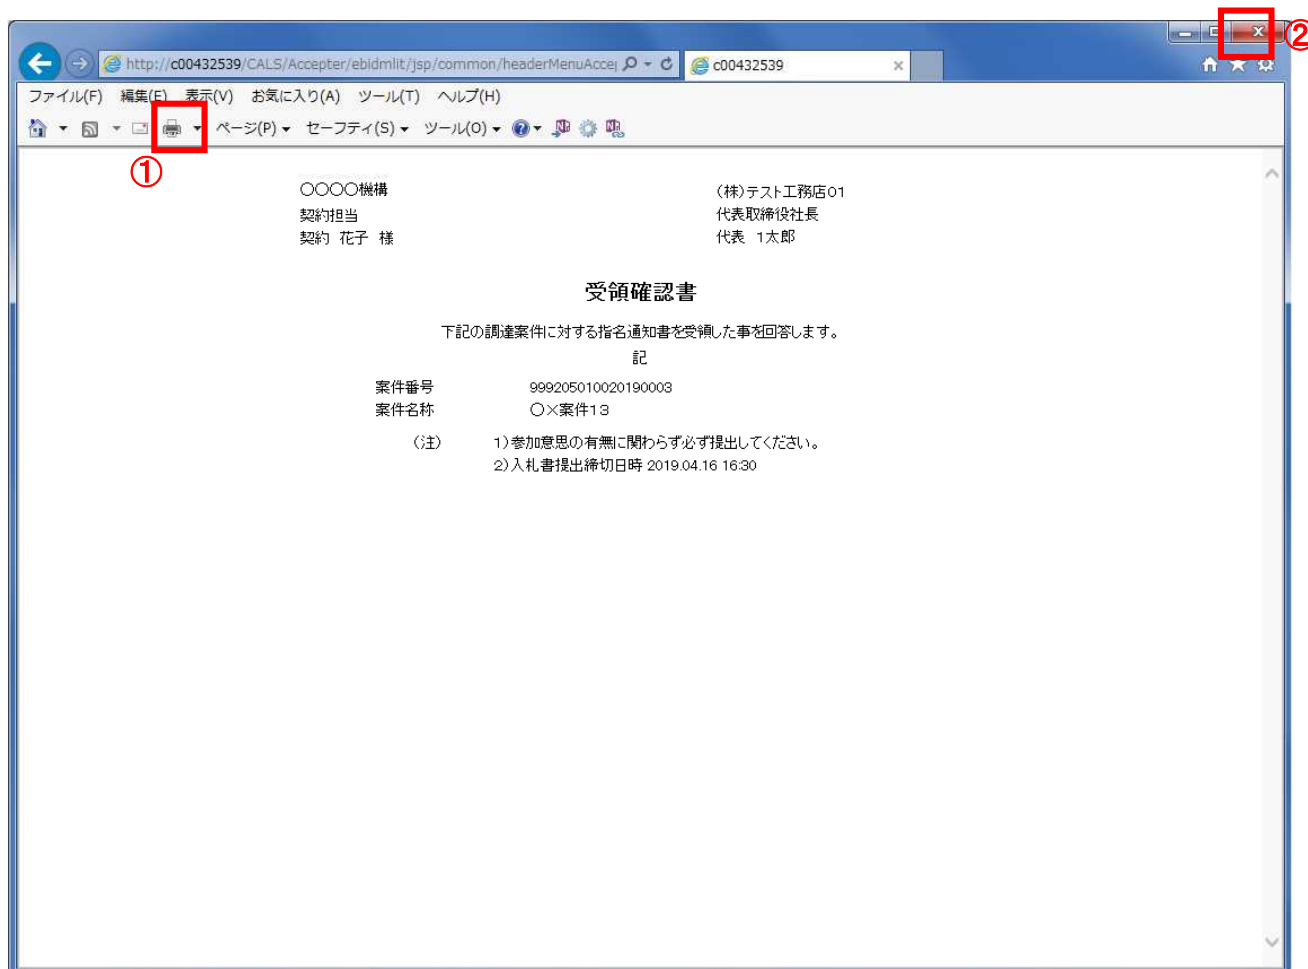 ②
http://c00432539/CALS/Accepter/ebidmlit/jsp/common/headerMenuAccej
c00432539
ファイル(F) 編集(E) 表示(V) お気に入り(A) ツール(T) ヘルプ(H)
ページ(P) セーフティ(S) ツール(O)
①
〇〇〇〇機構 (株)テスト工務店01
契約担当 代表取締役社長
契約 花子 様 代表 1太郎
受領確認書
下記の調達案件に対する指名通知書を受領した事を回答します。
記
案件番号 999205010020190003
案件名称 〇×案件13
(注) 1)参加意思の有無に関わらず必ず提出してください。
2)入札書提出締切日時 2019.04.16 16:30